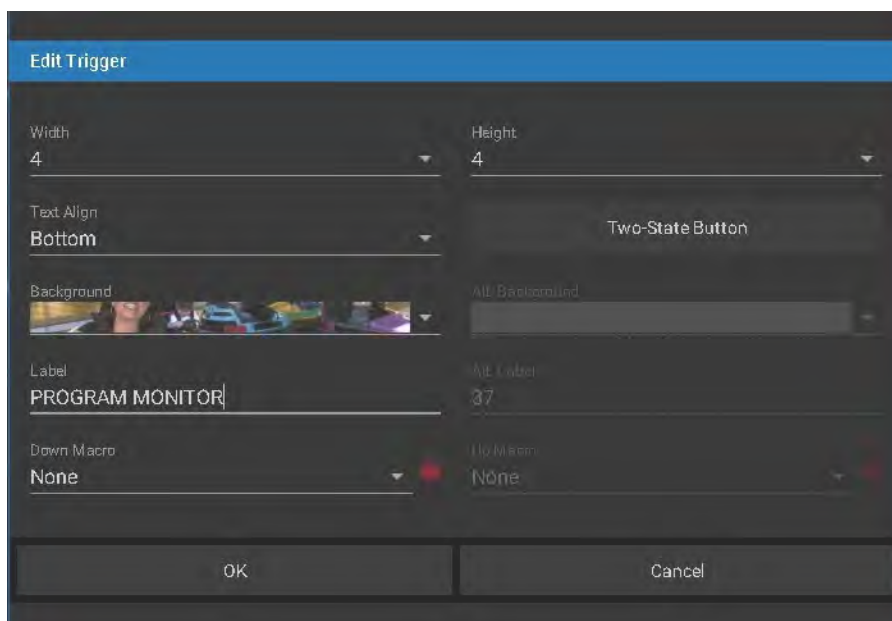 Edit Trigger
Width
Height
4
4
Text Align
Bottom
Two-State Button
Background
Alt. Background
PROGRAM MONITOR
Label
Alt. Label
37
Down Macro
Up Macro
None
None
OK
Cancel